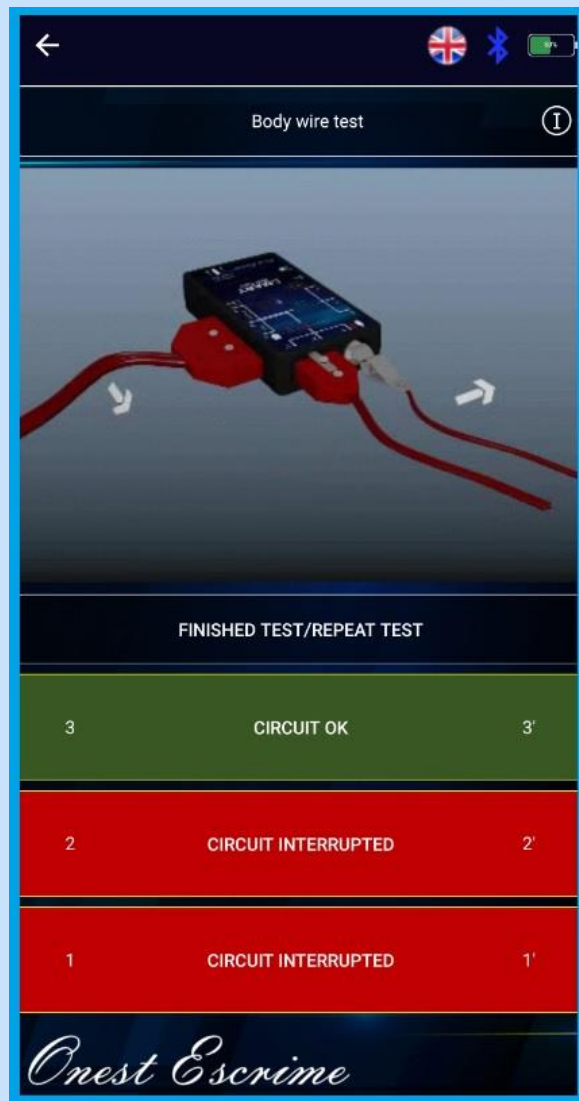 Body wire test
FINISHED TEST/REPEAT TEST
3 CIRCUIT OK 3'
2 CIRCUIT INTERRUPTED 2'
1 CIRCUIT INTERRUPTED 1'
Onest Escrime